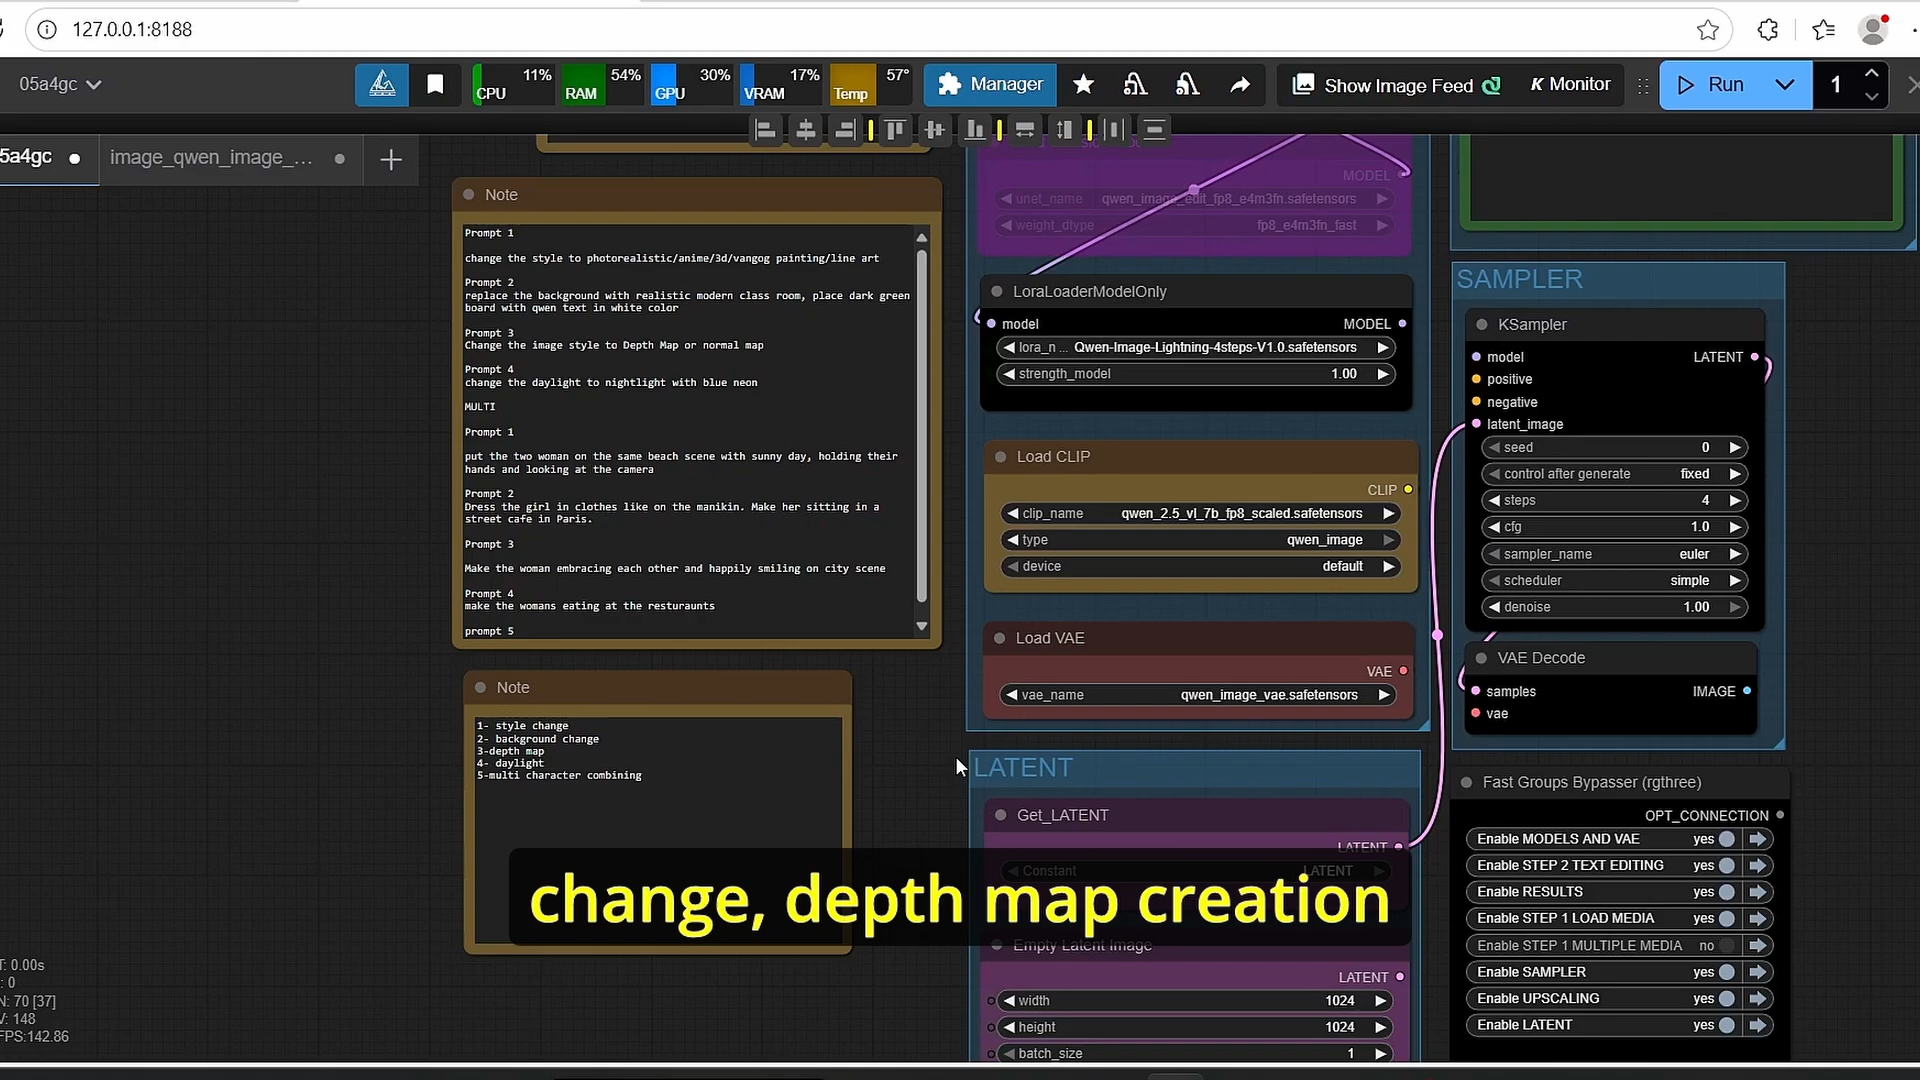 127.0.0.1:8188
05a4gc
CPU 11%
RAM 54%
GPU 30%
VRAM 17%
Temp 57°
Manager
Show Image Feed
K Monitor
Run
1
5a4gc
image_qwen_image_...
Note
Prompt 1
change the style to photorealistic/anime/3d/vangog painting/line art
Prompt 2
replace the background with realistic modern class room, place dark green
board with qwen text in white color
Prompt 3
Change the image style to Depth Map or normal map
Prompt 4
change the daylight to nightlight with blue neon
MULTI
Prompt 1
put the two woman on the same beach scene with sunny day, holding their
hands and looking at the camera
Prompt 2
Dress the girl in clothes like on the manikin. Make her sitting in a
street cafe in Paris.
Prompt 3
Make the woman embracing each other and happily smiling on city scene
Prompt 4
make the womans eating at the resturaunts
prompt 5
Note
1- style change
2- background change
3-depth map
4- daylight
5-multi character combining
MODEL
unet_name qwen_image_edit_fp8_e4m3fn.safetensors
weight_dtype fp8_e4m3fn_fast
LoraLoaderModelOnly
model MODEL
lora_n ... Qwen-Image-Lightning-4steps-V1.0.safetensors
strength_model 1.00
Load CLIP
CLIP
clip_name qwen_2.5_vl_7b_fp8_scaled.safetensors
type qwen_image
device default
Load VAE
VAE
vae_name qwen_image_vae.safetensors
LATENT
Get_LATENT
LATENT
Constant LATENT
Empty Latent Image
LATENT
width 1024
height 1024
batch_size 1
SAMPLER
KSampler
model LATENT
positive
negative
latent_image
seed 0
control after generate fixed
steps 4
cfg 1.0
sampler_name euler
scheduler simple
denoise 1.00
VAE Decode
samples IMAGE
vae
Fast Groups Bypasser (rgthree)
OPT_CONNECTION
Enable MODELS AND VAE yes
Enable STEP 2 TEXT EDITING yes
Enable RESULTS yes
Enable STEP 1 LOAD MEDIA yes
Enable STEP 1 MULTIPLE MEDIA no
Enable SAMPLER yes
Enable UPSCALING yes
Enable LATENT yes
change, depth map creation
T: 0.00s
: 0
N: 70 [37]
V: 148
FPS:142.86